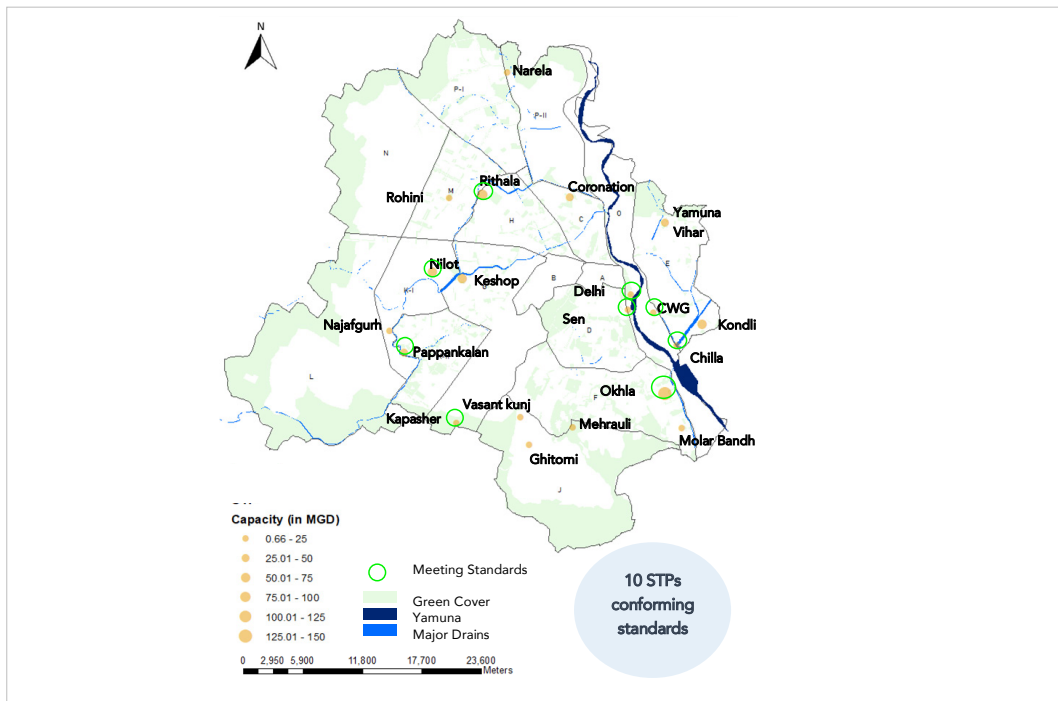 N
Narela
P-I
P-II
N
Rithala
Coronation
Rohini
M
H
C
O
Yamuna
Vihar
E
Nilot
Keshop
B
A
Delhi
CWG
K-I
Sen
D
Kondli
Najafgurh
Chilla
Pappankalan
L
Okhla
F
Vasant kunj
Kapasher
Mehrauli
Molar Bandh
Ghitorni
J
Capacity (in MGD)
0.66 - 25
25.01 - 50
50.01 - 75
75.01 - 100
100.01 - 125
125.01 - 150
Meeting Standards
Green Cover
Yamuna
Major Drains
10 STPs
conforming
standards
0 2,950 5,900 11,800 17,700 23,600
Meters